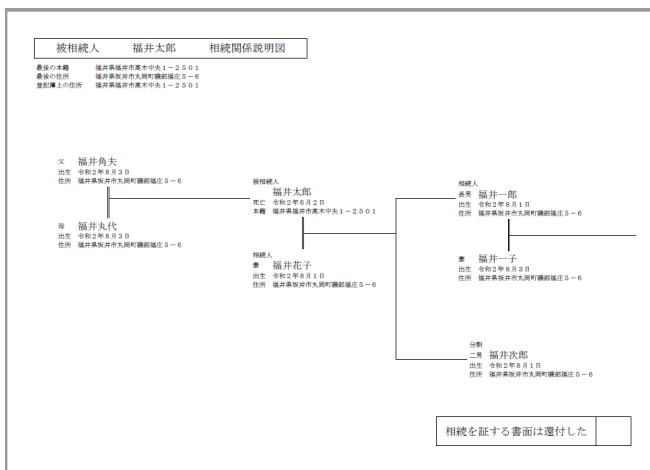 被相続人　福井太郎　相続関係説明図
最後の本籍　福井県福井市高木中央１－２５０１
最後の住所　福井県坂井市丸岡町磯部福庄５－６
登記簿上の住所　福井県福井市高木中央１－２５０１
父　福井角夫
出生　令和２年８月３日
住所　福井県坂井市丸岡町磯部福庄５－６
母　福井丸代
出生　令和２年８月３日
住所　福井県坂井市丸岡町磯部福庄５－６
被相続人
福井太郎
死亡　令和２年６月２日
本籍　福井県福井市高木中央１－２５０１
相続人
妻　福井花子
出生　令和２年８月１日
住所　福井県坂井市丸岡町磯部福庄５－６
相続人
長男　福井一郎
出生　令和２年８月１日
住所　福井県坂井市丸岡町磯部福庄５－６
妻　福井一子
出生　令和２年８月３日
住所　福井県坂井市丸岡町磯部福庄５－６
分割
二男　福井次郎
出生　令和２年８月１日
住所　福井県坂井市丸岡町磯部福庄５－６
相続を証する書面は還付した